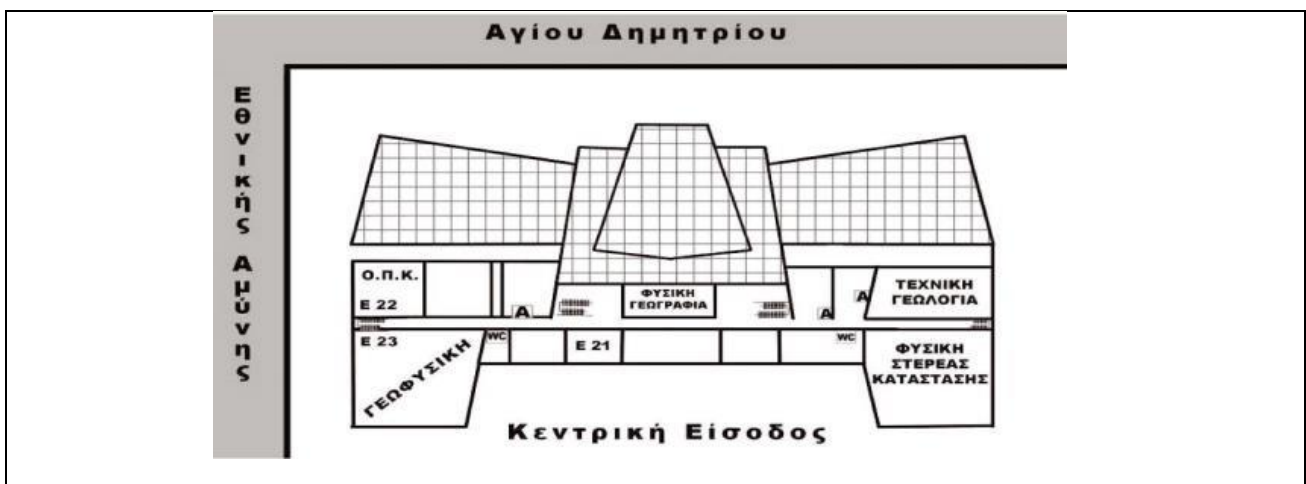 Αγίου Δημητρίου
Εθνικής Αμύνης
Ο.Π.Κ.
Ε 22
Α
ΦΥΣΙΚΗ
ΓΕΩΓΡΑΦΙΑ
Α
Α
ΤΕΧΝΙΚΗ
ΓΕΩΛΟΓΙΑ
Ε 23
ΓΕΩΦΥΣΙΚΗ
WC
Ε 21
WC
ΦΥΣΙΚΗ
ΣΤΕΡΕΑΣ
ΚΑΤΑΣΤΑΣΗΣ
Κεντρική Είσοδος